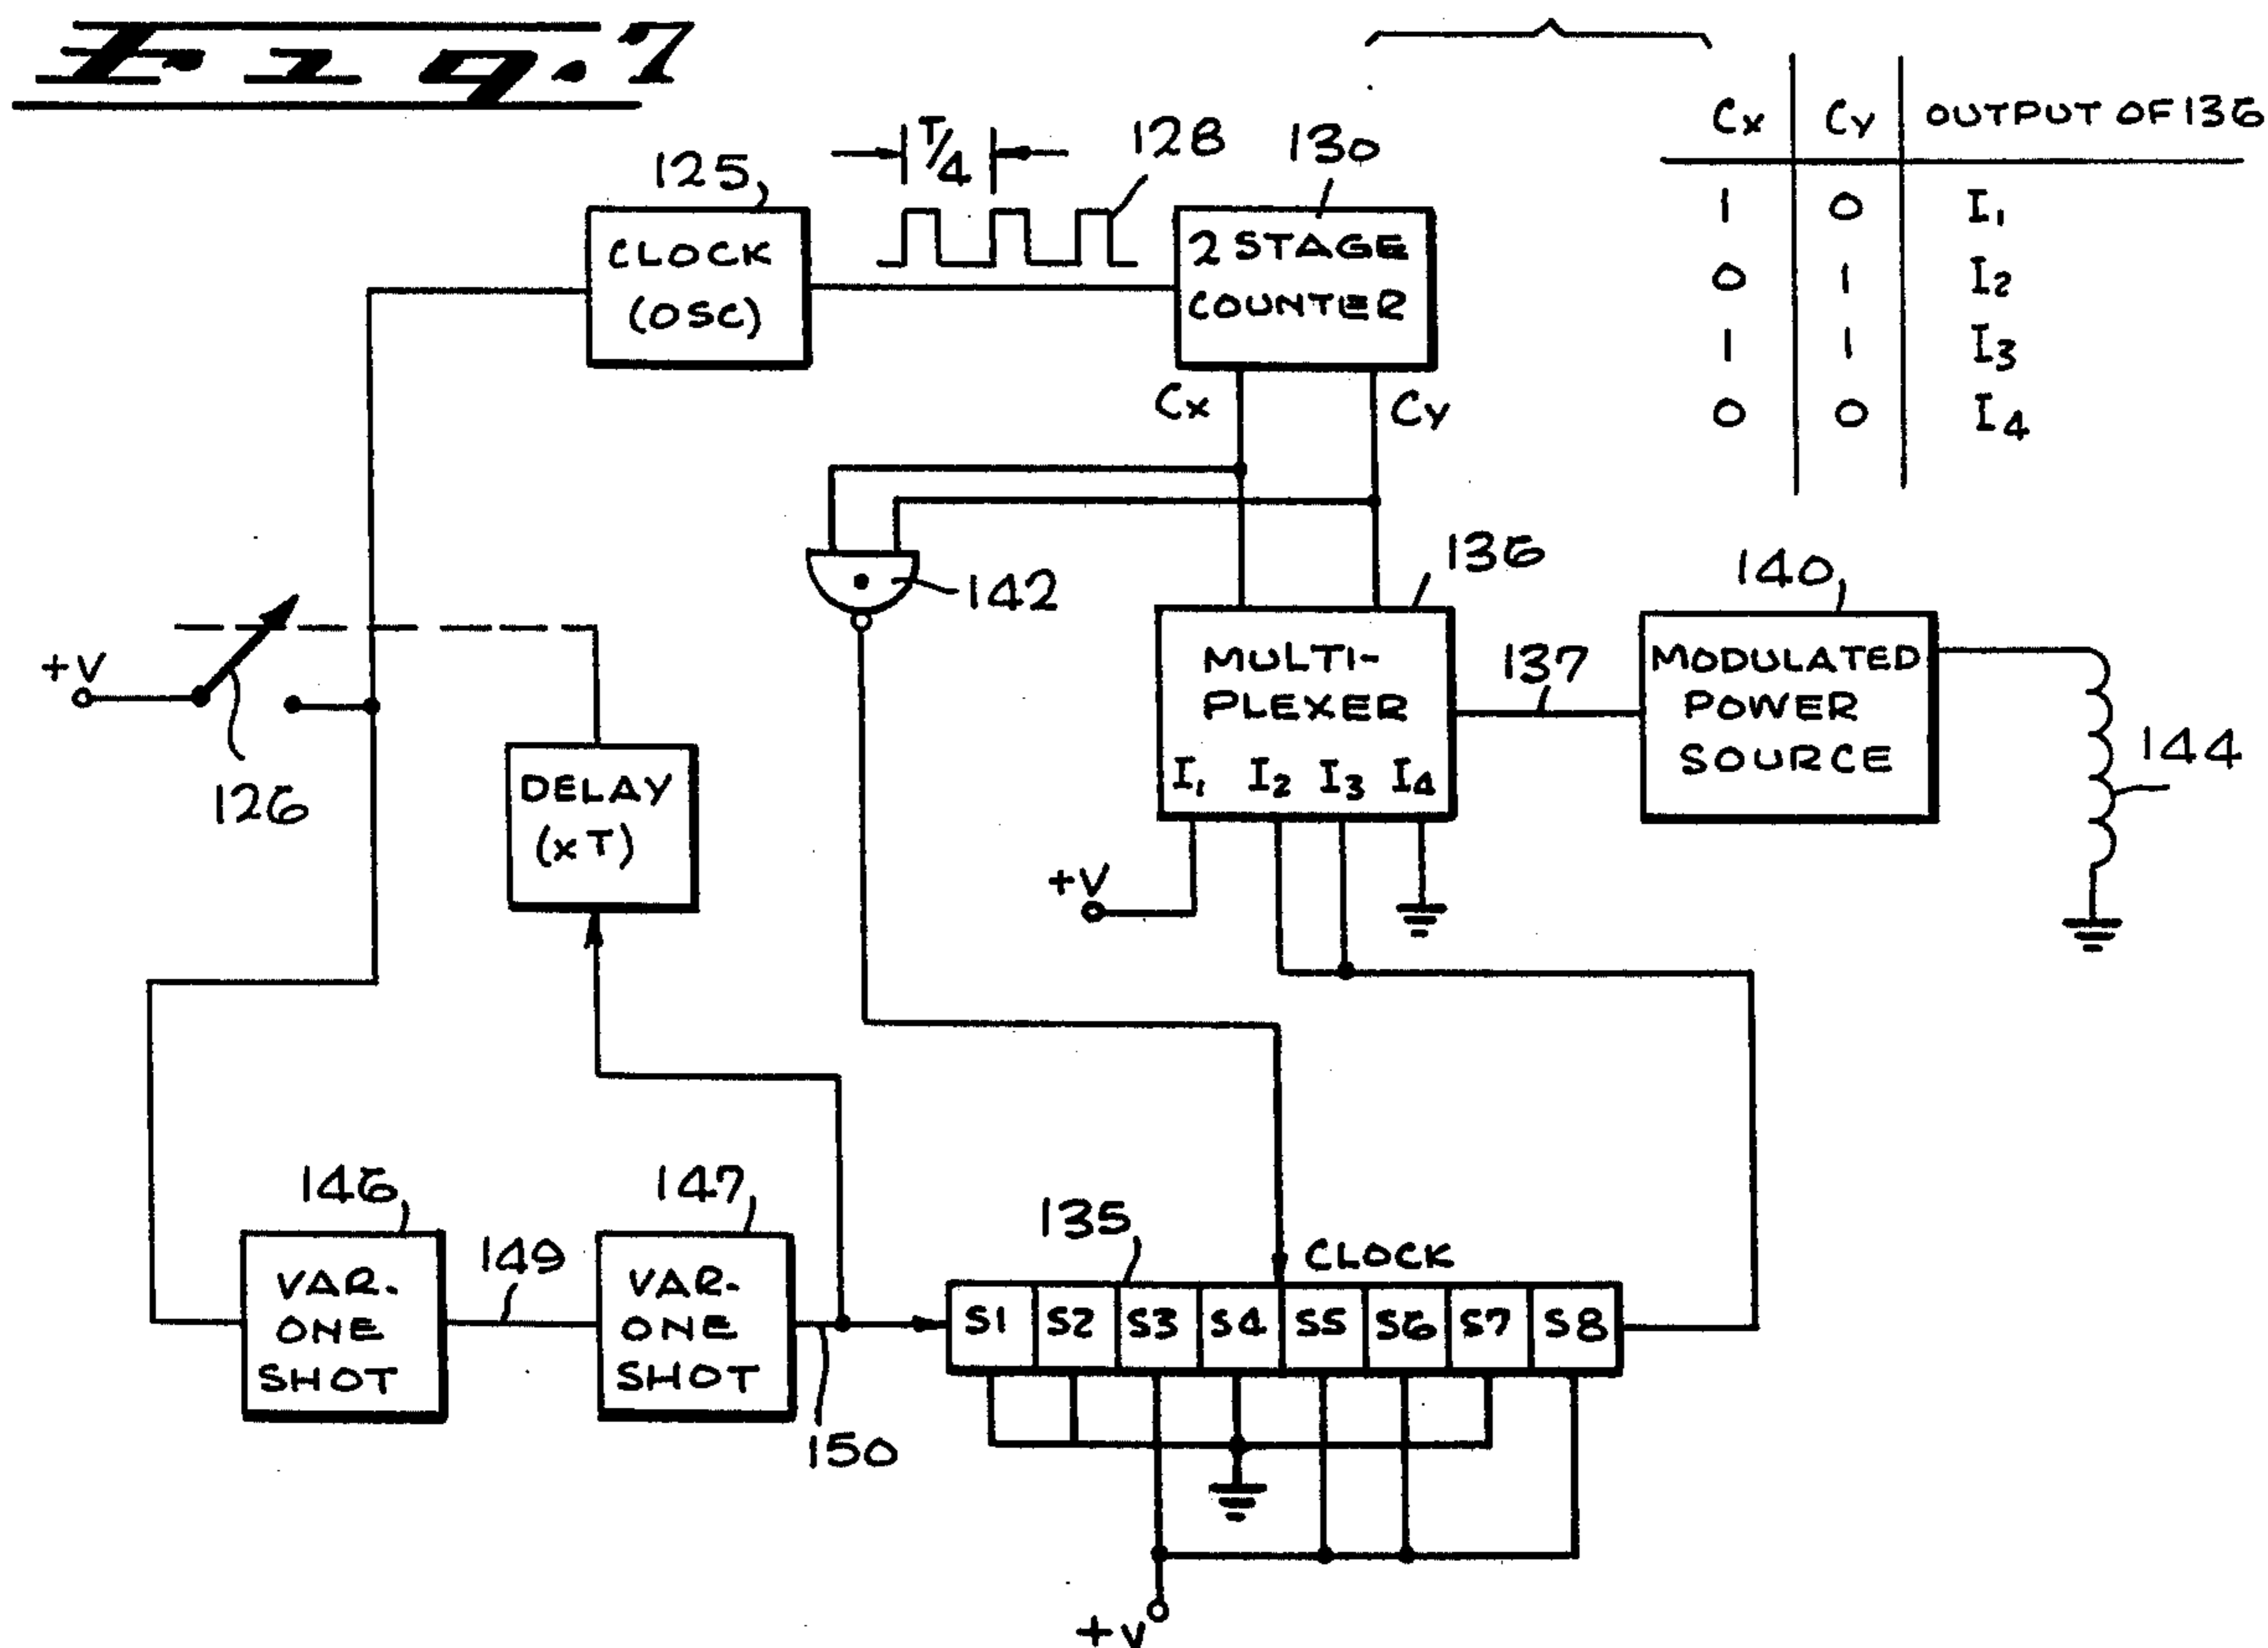 Fig. 7
Cx Cy OUTPUT OF 136
1 0 I1
0 1 I2
1 1 I3
0 0 I4
125
T/4
128
130
CLOCK
(OSC)
2 STAGE
COUNTER
Cx
Cy
142
136
140
+V
126
DELAY
(xT)
MULTI-
PLEXER
I1 I2 I3 I4
137
MODULATED
POWER
SOURCE
144
+V
146
149
147
135
CLOCK
VAR.
ONE
SHOT
VAR.
ONE
SHOT
150
S1 S2 S3 S4 S5 S6 S7 S8
+V